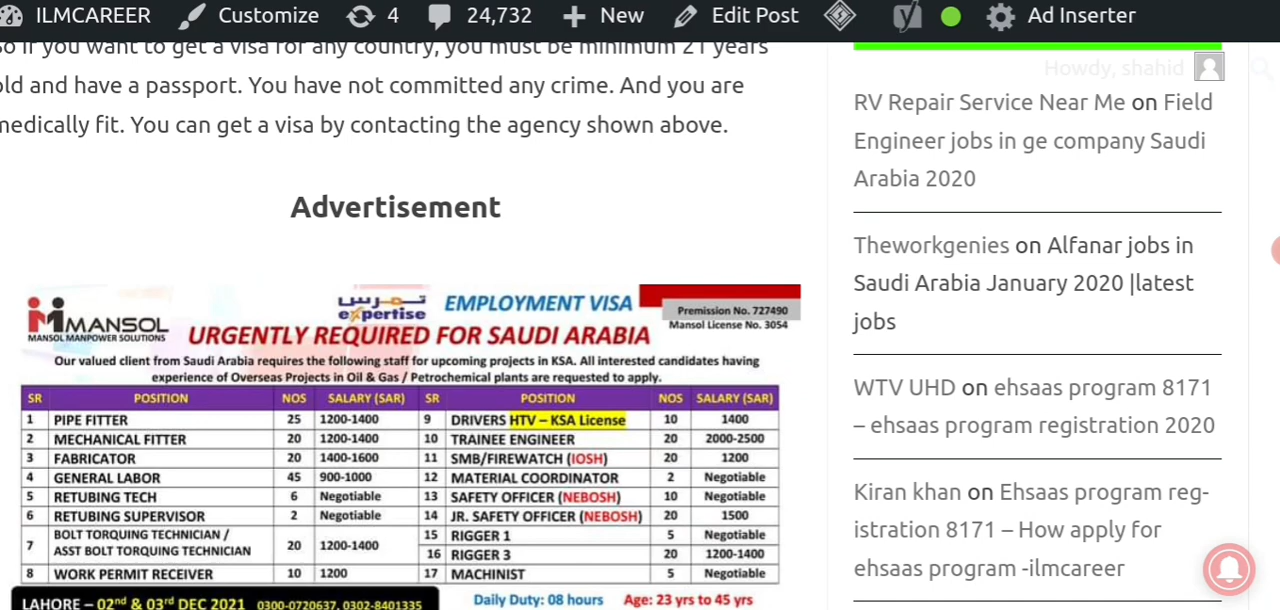 ILMCAREER Customize 4 24,732 New Edit Post Ad Inserter
Howdy, shahid
so if you want to get a visa for any country, you must be minimum 21 years
old and have a passport. You have not committed any crime. And you are
medically fit. You can get a visa by contacting the agency shown above.
Advertisement
MANSOL
MANSOL MANPOWER SOLUTIONS
تمرس
expertise
EMPLOYMENT VISA
Premission No. 727490
Mansol License No. 3054
URGENTLY REQUIRED FOR SAUDI ARABIA
Our valued client from Saudi Arabia requires the following staff for upcoming projects in KSA. All interested candidates having
experience of Overseas Projects in Oil & Gas / Petrochemical plants are requested to apply.
SR POSITION NOS SALARY (SAR) SR POSITION NOS SALARY (SAR)
1 PIPE FITTER 25 1200-1400 9 DRIVERS HTV – KSA License 10 1400
2 MECHANICAL FITTER 20 1200-1400 10 TRAINEE ENGINEER 20 2000-2500
3 FABRICATOR 20 1400-1600 11 SMB/FIREWATCH (IOSH) 20 1200
4 GENERAL LABOR 45 900-1000 12 MATERIAL COORDINATOR 2 Negotiable
5 RETUBING TECH 6 Negotiable 13 SAFETY OFFICER (NEBOSH) 10 Negotiable
6 RETUBING SUPERVISOR 2 Negotiable 14 JR. SAFETY OFFICER (NEBOSH) 20 1500
7 BOLT TORQUING TECHNICIAN /
ASST BOLT TORQUING TECHNICIAN 20 1200-1400
15 RIGGER 1 5 Negotiable
16 RIGGER 3 20 1200-1400
8 WORK PERMIT RECEIVER 10 1200 17 MACHINIST 5 Negotiable
LAHORE – 02nd & 03rd DEC 2021 0300-0720637, 0302-8401335
Daily Duty: 08 hours Age: 23 yrs to 45 yrs
RV Repair Service Near Me on Field
Engineer jobs in ge company Saudi
Arabia 2020
Theworkgenies on Alfanar jobs in
Saudi Arabia January 2020 |latest
jobs
WTV UHD on ehsaas program 8171
– ehsaas program registration 2020
Kiran khan on Ehsaas program reg-
istration 8171 – How apply for
ehsaas program -ilmcareer